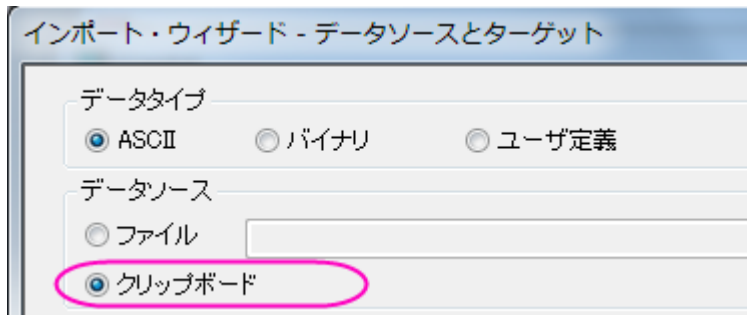 インポート・ウィザード - データソースとターゲット
データタイプ
ASCII バイナリ ユーザ定義
データソース
ファイル
クリップボード